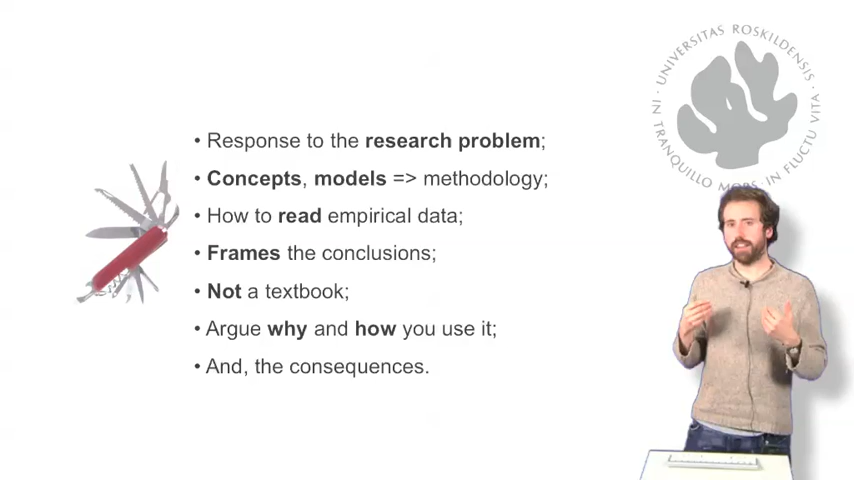 • Response to the research problem;
• Concepts, models => methodology;
• How to read empirical data;
• Frames the conclusions;
• Not a textbook;
• Argue why and how you use it;
• And, the consequences.
· UNIVERSITAS ROSKILDENSIS ·
IN TRANQUILLO MORS · IN FLUCTU VITA